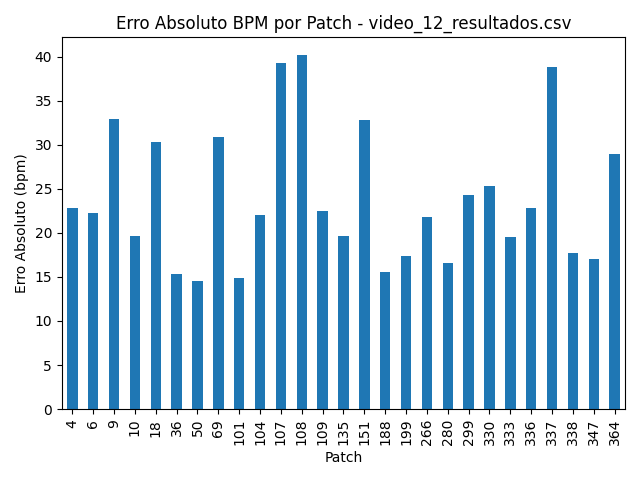 Erro Absoluto BPM por Patch - video_12_resultados.csv
Erro Absoluto (bpm)
40
35
30
25
20
15
10
5
0
4 6 9 10 18 36 50 69 101 104 107 108 109 135 151 188 199 266 280 299 330 333 336 337 338 347 364
Patch